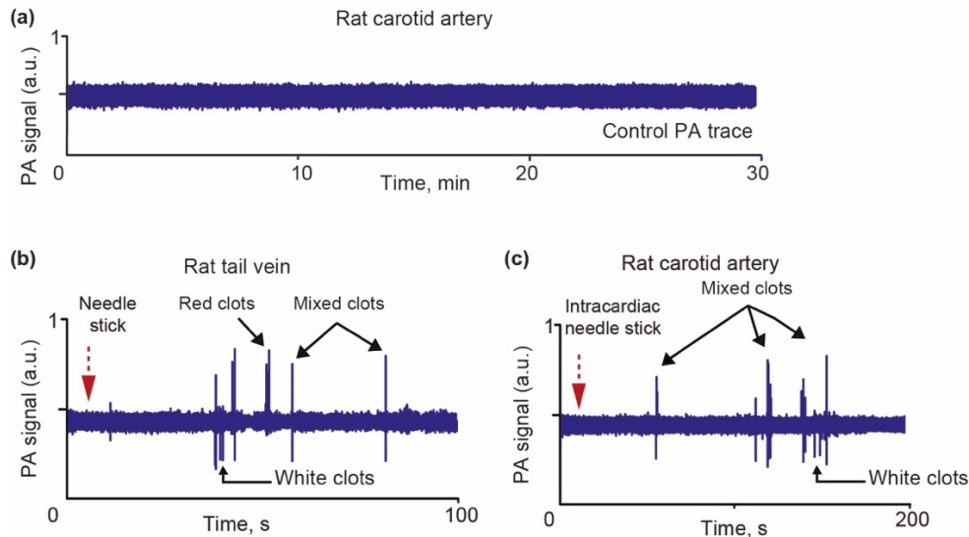 (a)
Rat carotid artery
1
PA signal (a.u.)
Control PA trace
0
10
20
30
Time, min
(b)
Rat tail vein
Needle
stick
Red clots
Mixed clots
1
PA signal (a.u.)
White clots
0
Time, s
100
(c)
Rat carotid artery
Mixed clots
Intracardiac
needle stick
1
PA signal (a.u.)
White clots
0
Time, s
200